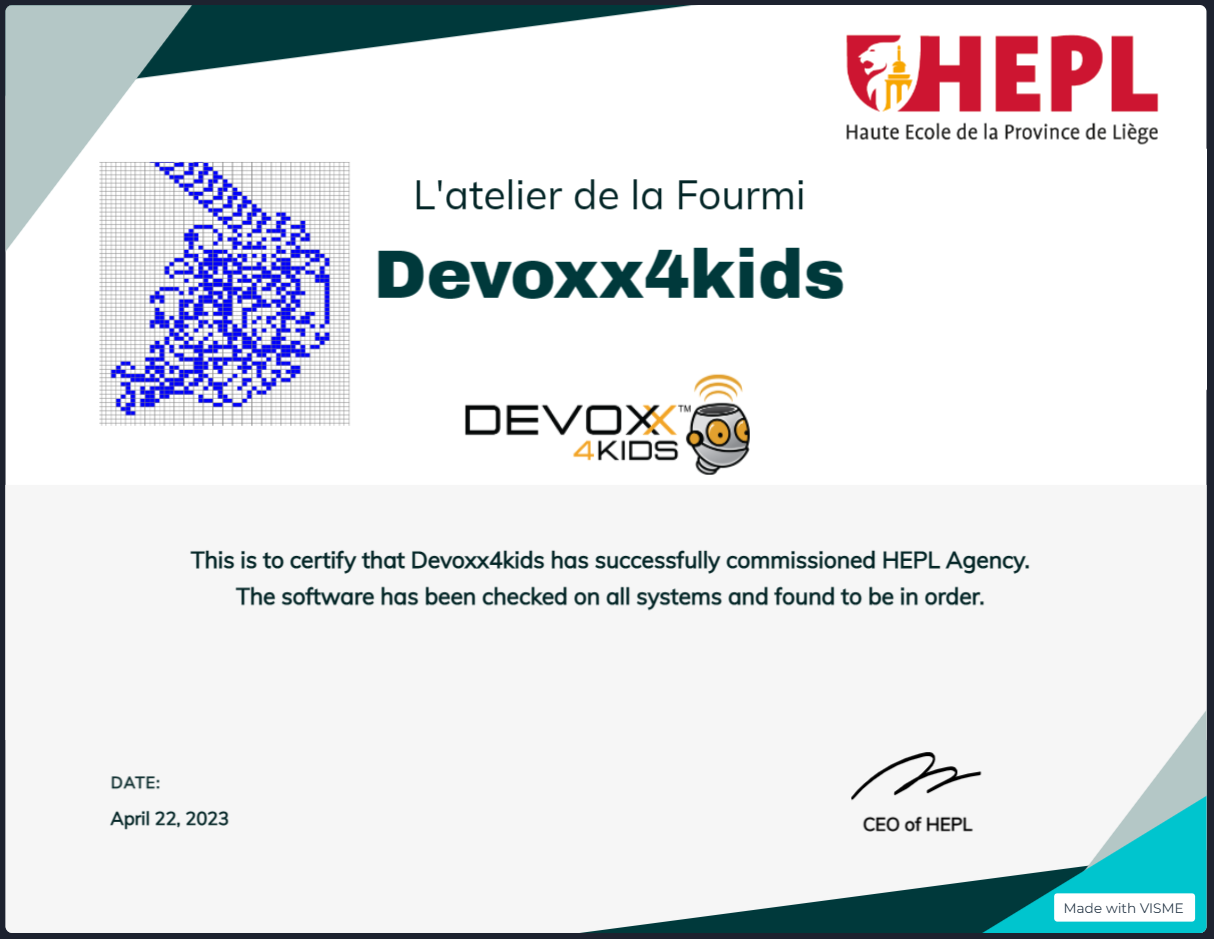 HEPL
Haute Ecole de la Province de Liège
L'atelier de la Fourmi
Devoxx4kids
DEVOXX™
4KIDS
This is to certify that Devoxx4kids has successfully commissioned HEPL Agency.
The software has been checked on all systems and found to be in order.
DATE:
April 22, 2023
CEO of HEPL
Made with VISME